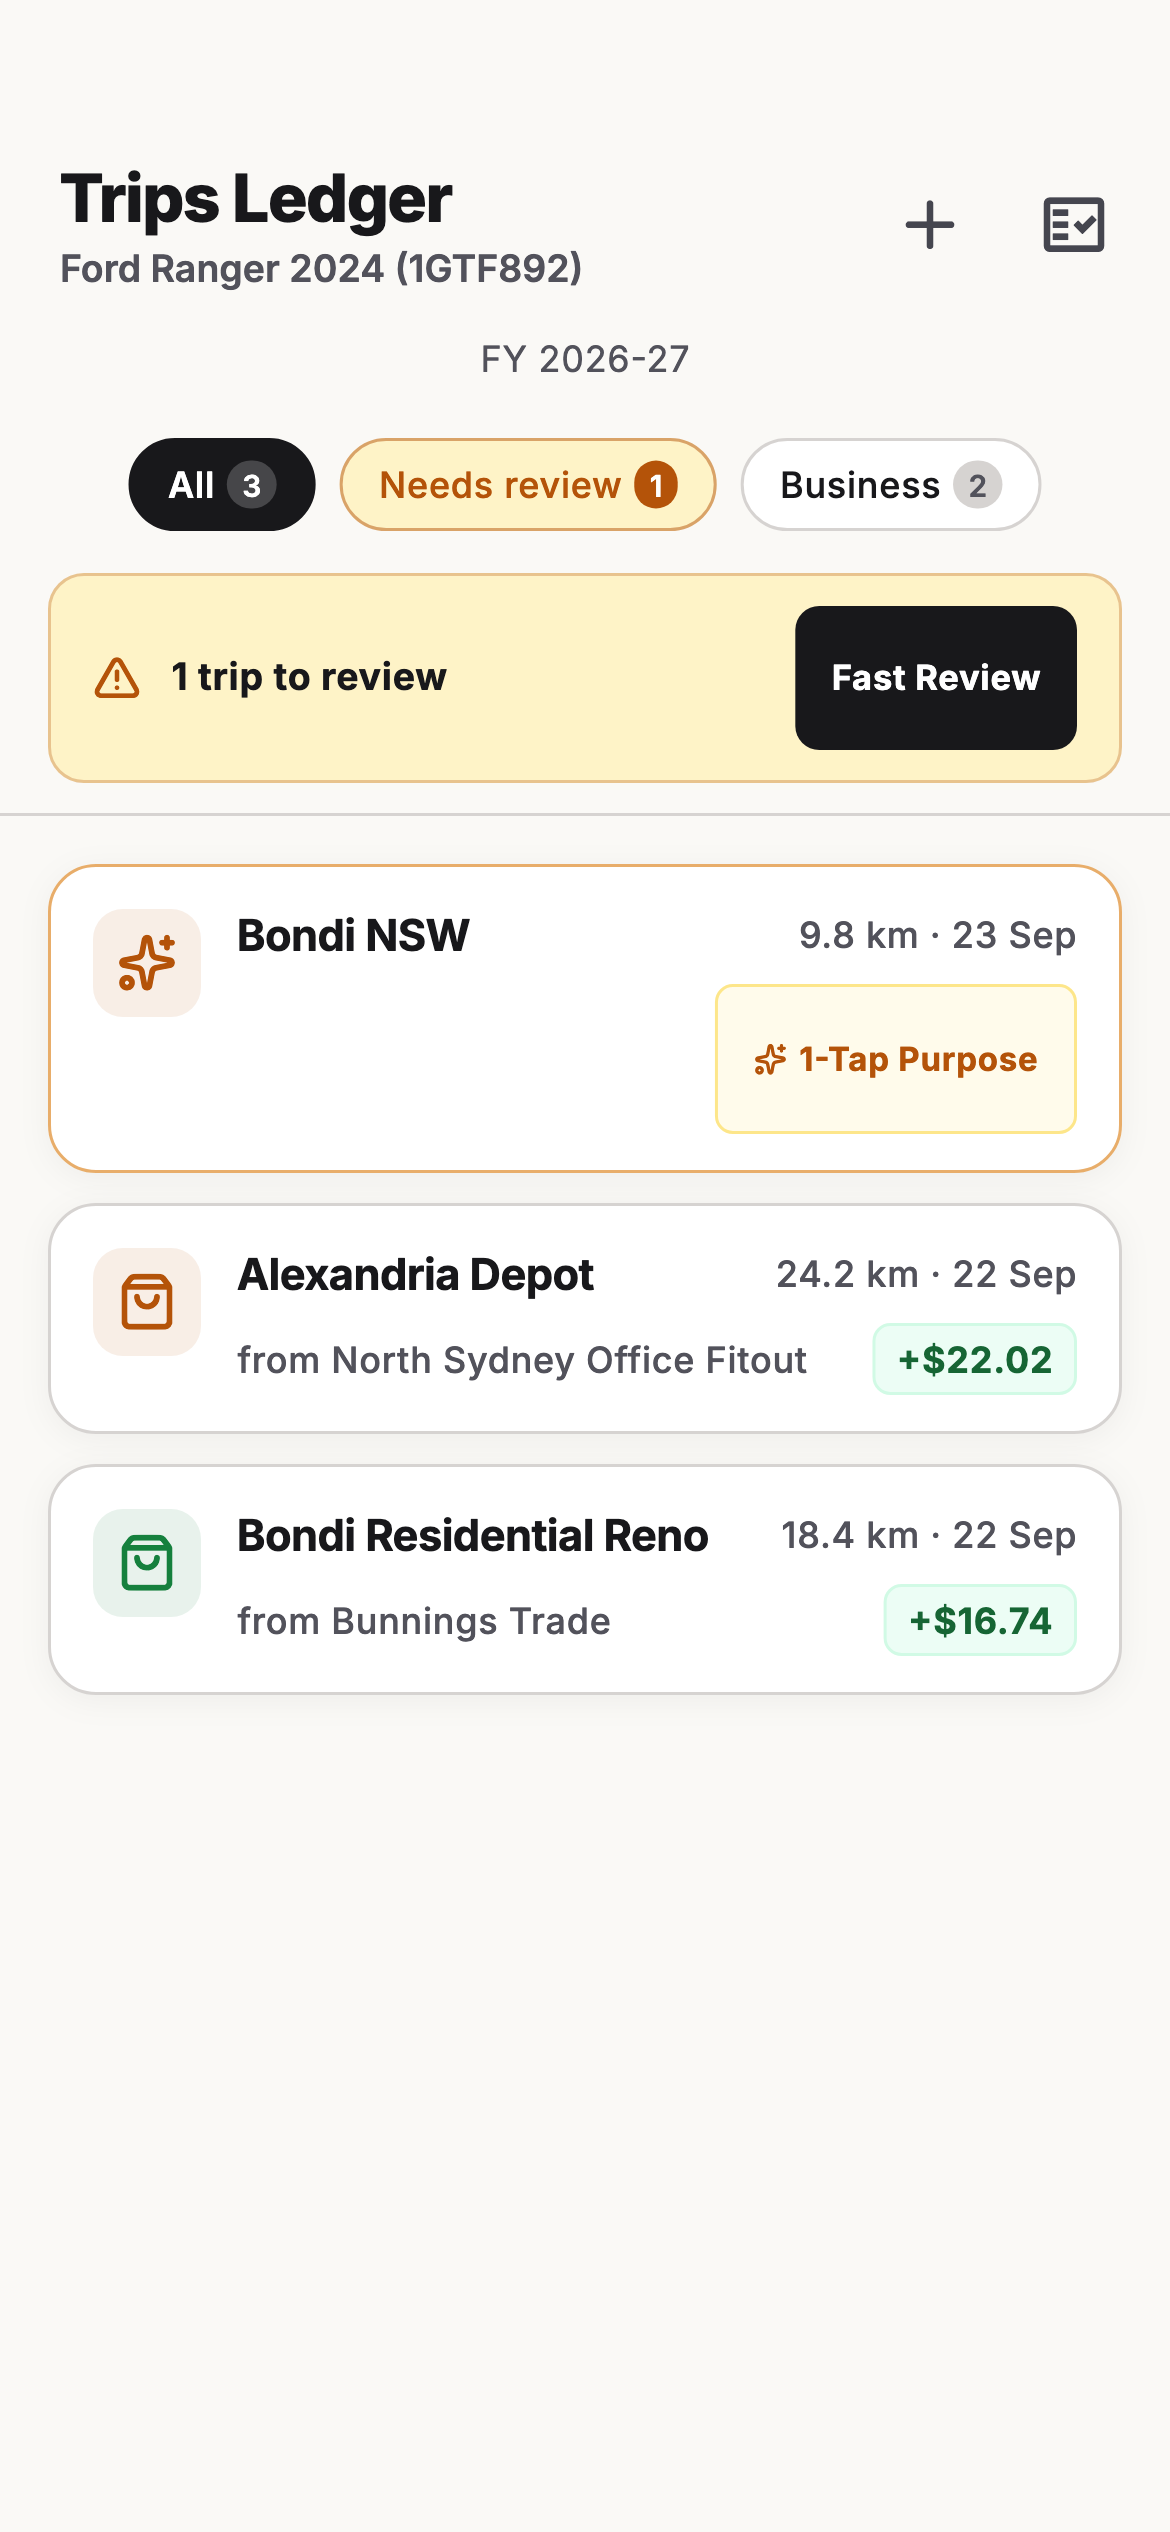 Trips Ledger
Ford Ranger 2024 (1GTF892)
FY 2026-27
All 3
Needs review 1
Business 2
1 trip to review
Fast Review
Bondi NSW
9.8 km · 23 Sep
1-Tap Purpose
Alexandria Depot
24.2 km · 22 Sep
from North Sydney Office Fitout
+$22.02
Bondi Residential Reno
18.4 km · 22 Sep
from Bunnings Trade
+$16.74